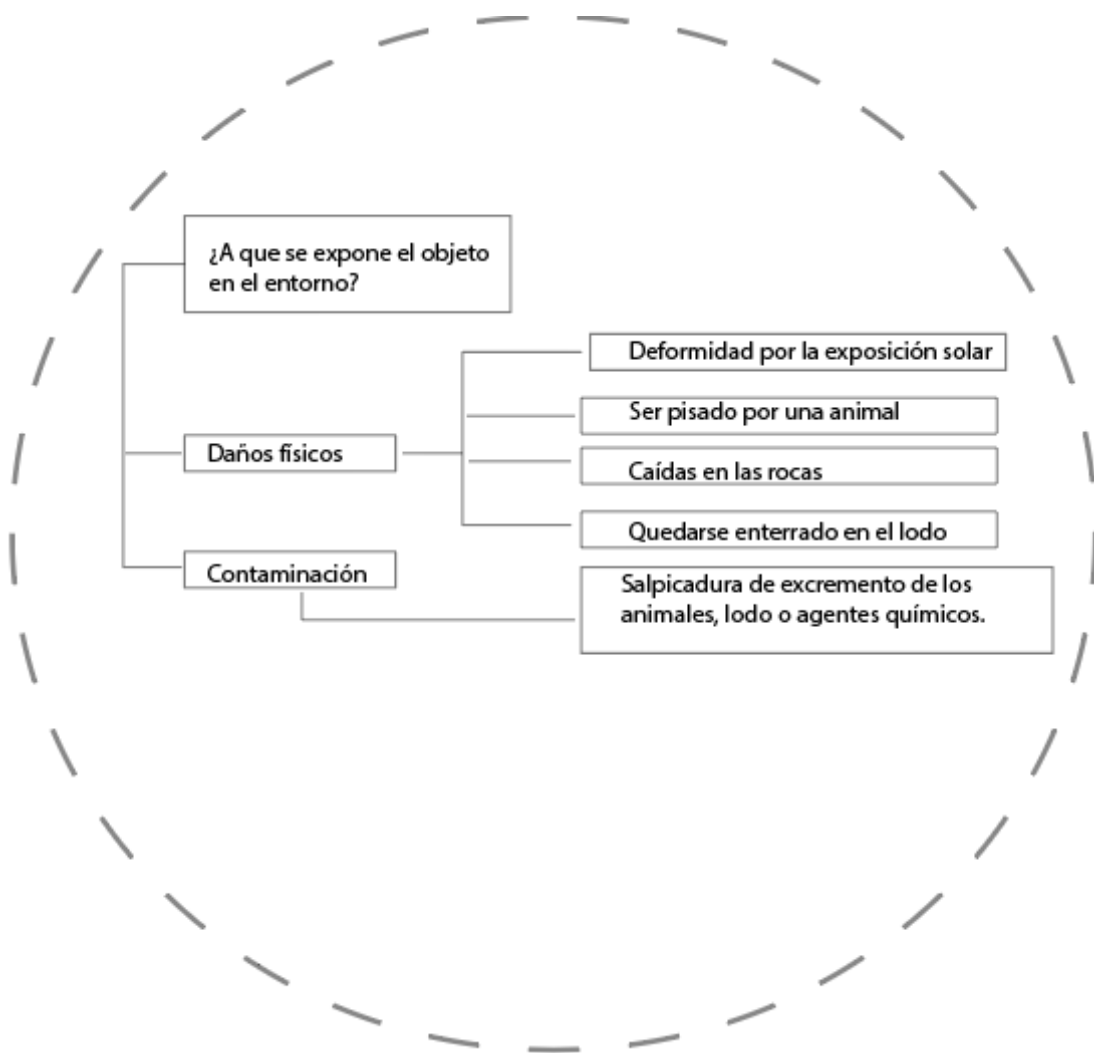 ¿A que se expone el objeto
en el entorno?
Deformidad por la exposición solar
Ser pisado por una animal
Daños físicos
Caídas en las rocas
Quedarse enterrado en el lodo
Contaminación
Salpicadura de excremento de los
animales, lodo o agentes químicos.